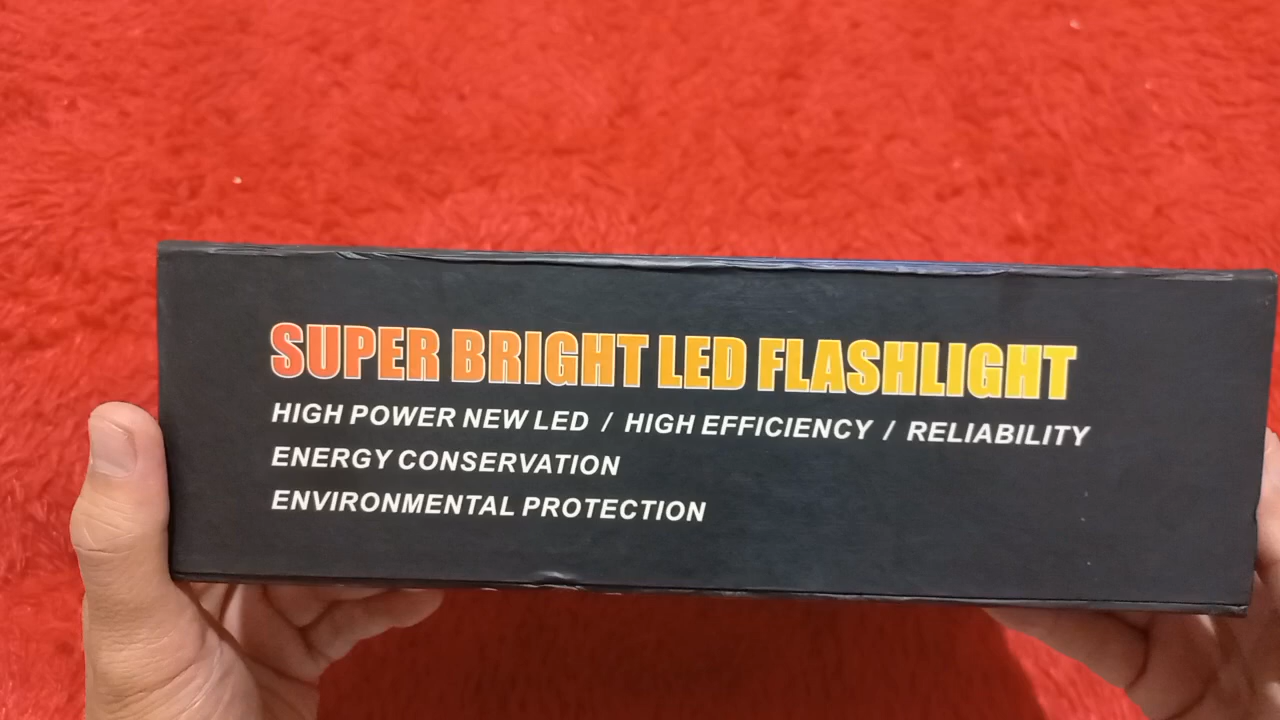 SUPER BRIGHT LED FLASHLIGHT
HIGH POWER NEW LED / HIGH EFFICIENCY / RELIABILITY
ENERGY CONSERVATION
ENVIRONMENTAL PROTECTION